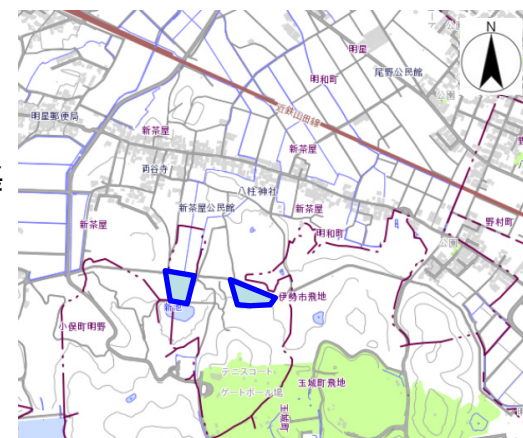 明星
N
尾野公民館
公園
明和町
近鉄山田線
明星郵便局
新茶屋
新茶屋
両谷寺
八柱神社
新茶屋公民館
新茶屋
新茶屋
明和町
野村町
公園
伊勢市飛地
新池
小俣町明野
テニスコート
ゲートボール場
玉城町飛地